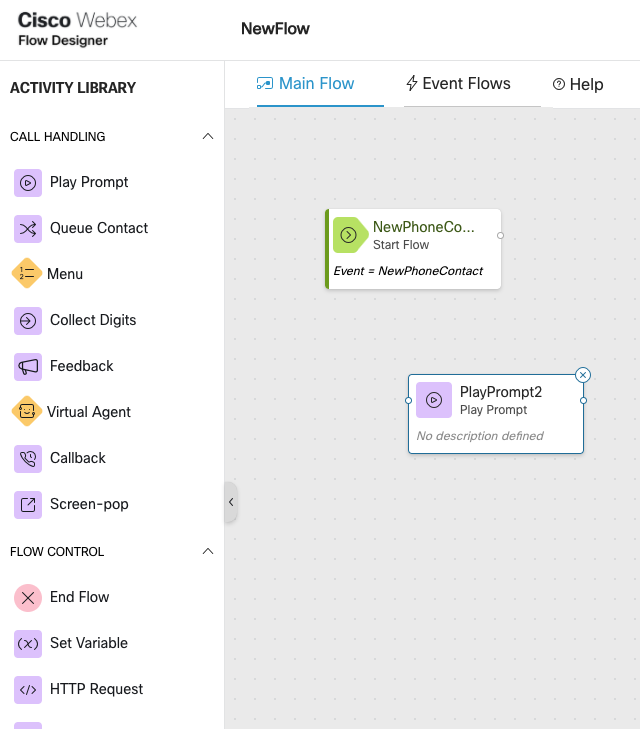 Cisco Webex
Flow Designer
NewFlow
Main Flow
Event Flows
Help
ACTIVITY LIBRARY
CALL HANDLING
Play Prompt
Queue Contact
Menu
Collect Digits
Feedback
Virtual Agent
Callback
Screen-pop
FLOW CONTROL
End Flow
Set Variable
HTTP Request
NewPhoneCo...
Start Flow
Event = NewPhoneContact
PlayPrompt2
Play Prompt
No description defined